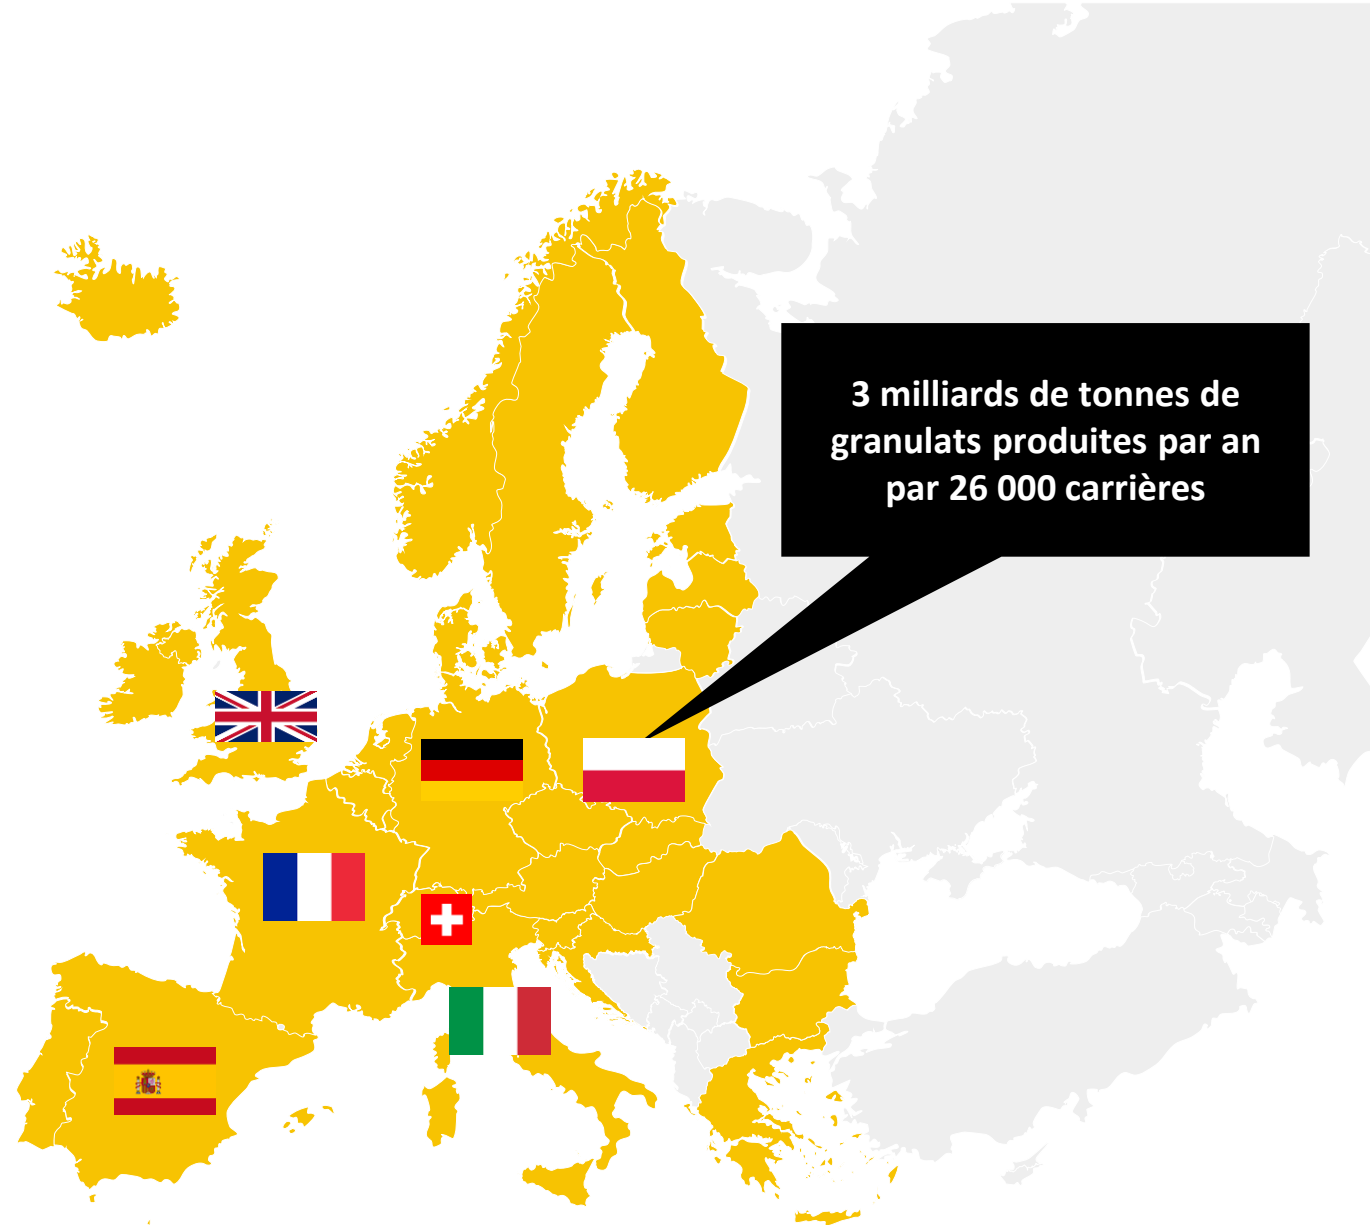 3 milliards de tonnes de
granulats produites par an
par 26 000 carrières